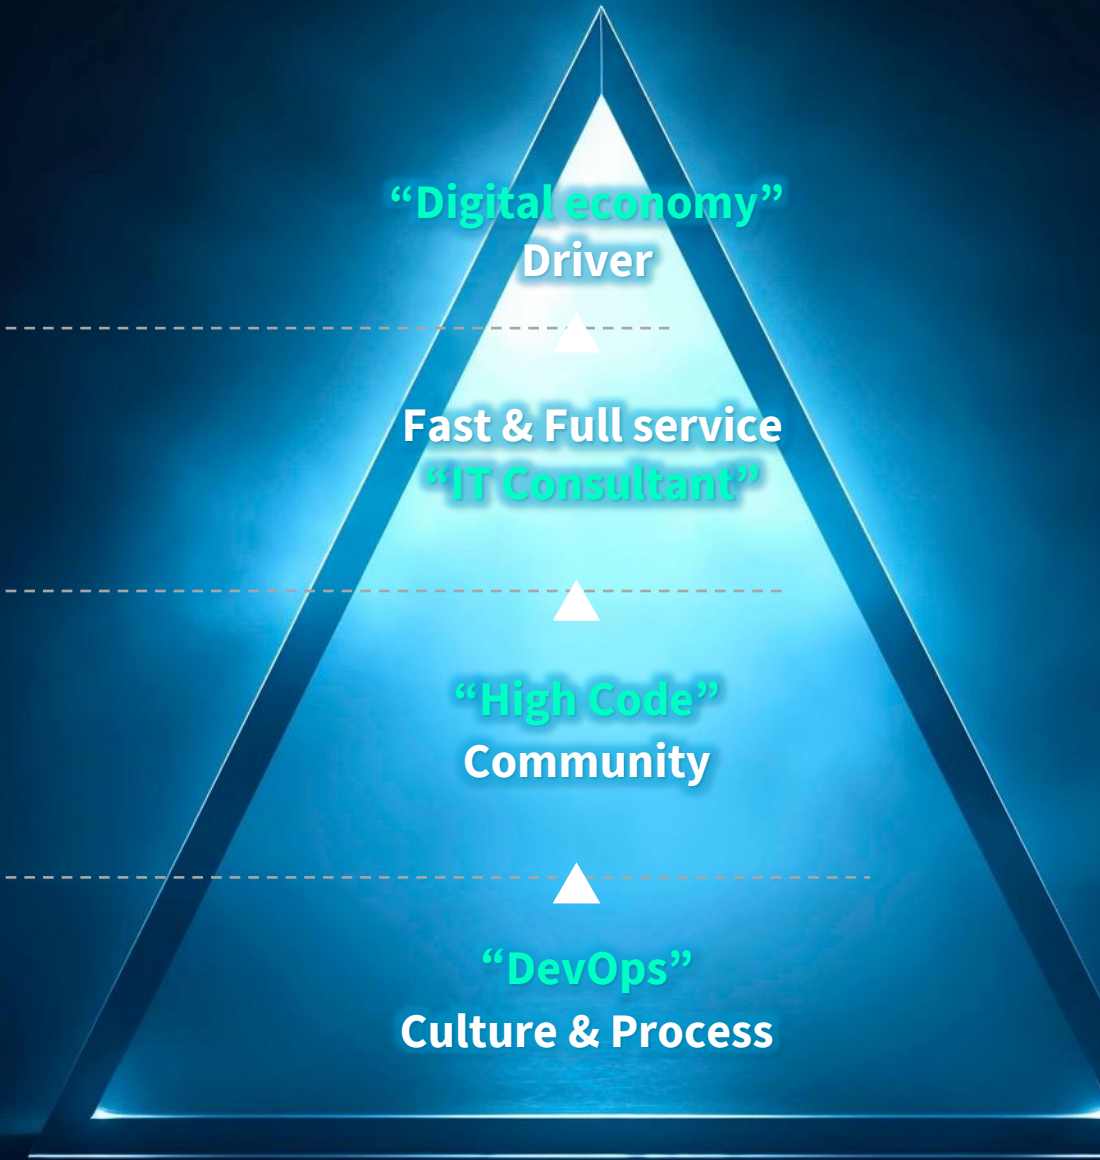 “Digital economy”
Driver
Fast & Full service
“IT Consultant”
“High Code”
Community
“DevOps”
Culture & Process